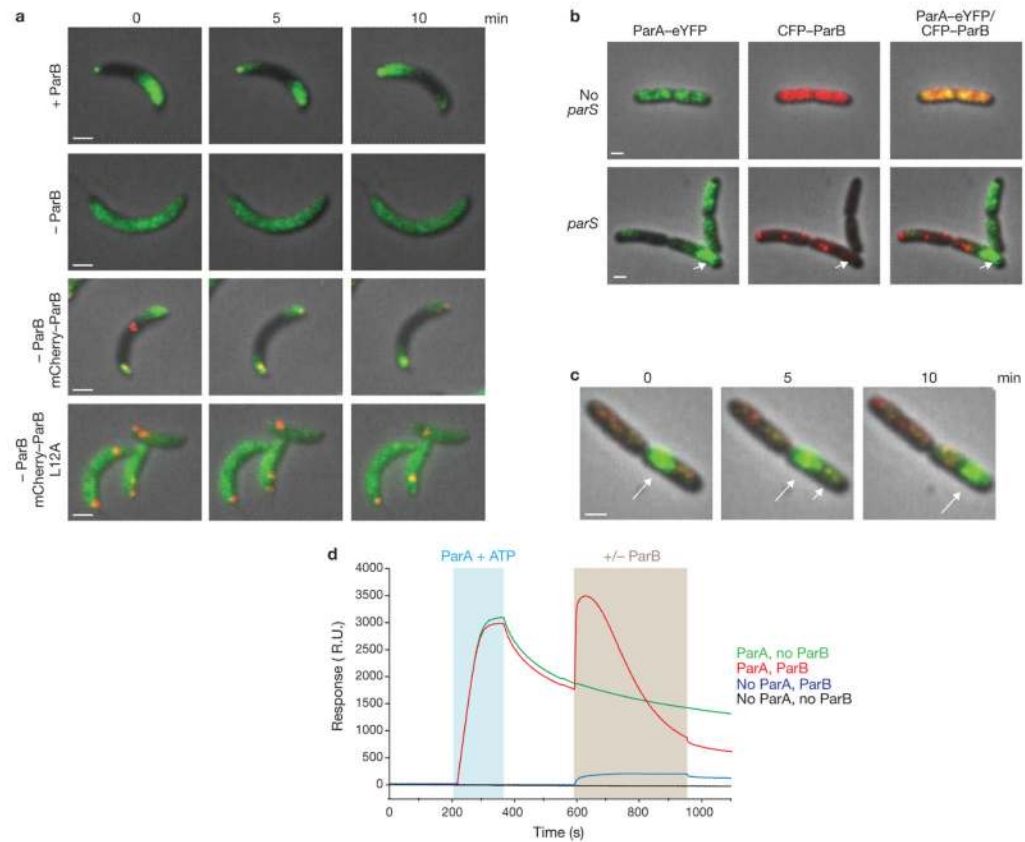 a
0 5 10 min
+ ParB
– ParB
– ParB
mCherry–ParB
– ParB
mCherry–ParB
L12A
b
ParA–eYFP CFP–ParB ParA–eYFP/
CFP–ParB
No
parS
parS
c
0 5 10 min
d
ParA + ATP +/– ParB
4000
3500
3000
2500
2000
1500
1000
500
0
Response ( R.U.)
0 200 400 600 800 1000
Time (s)
ParA, no ParB
ParA, ParB
No ParA, ParB
No ParA, no ParB